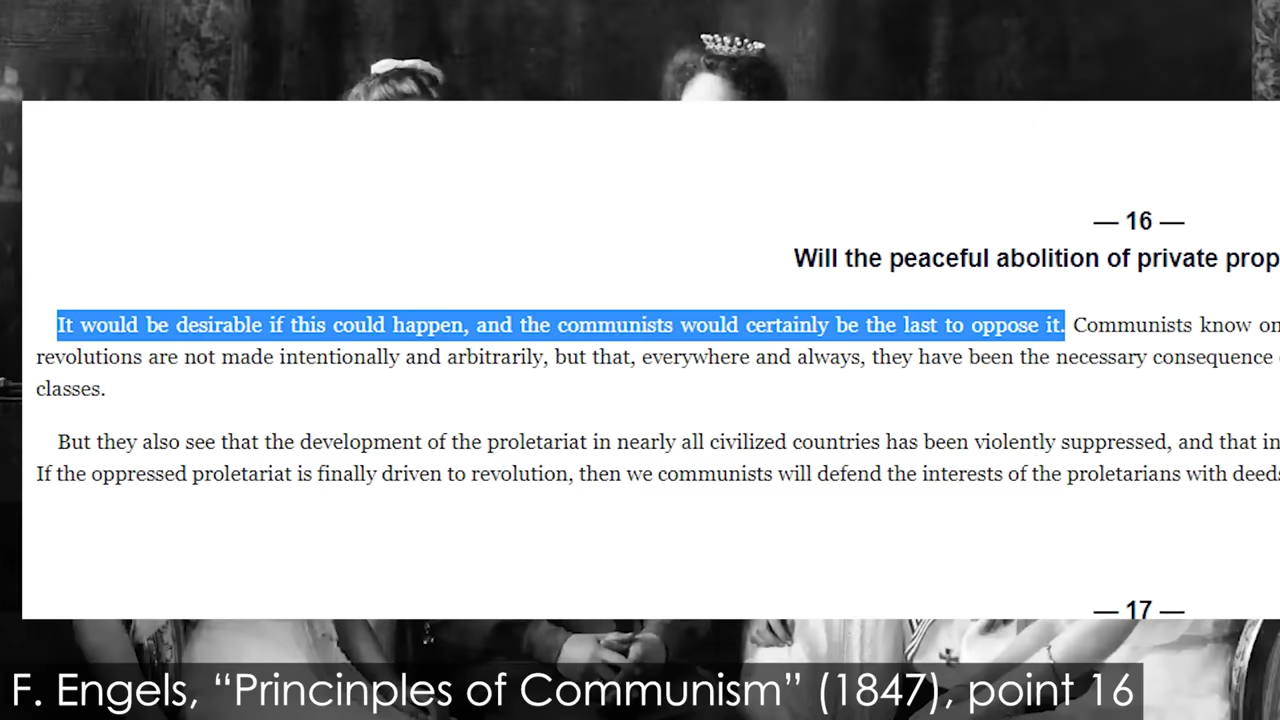 — 16 —
Will the peaceful abolition of private prop
It would be desirable if this could happen, and the communists would certainly be the last to oppose it. Communists know on
revolutions are not made intentionally and arbitrarily, but that, everywhere and always, they have been the necessary consequence
classes.
But they also see that the development of the proletariat in nearly all civilized countries has been violently suppressed, and that in
If the oppressed proletariat is finally driven to revolution, then we communists will defend the interests of the proletarians with deeds
— 17 —
F. Engels, “Princinples of Communism” (1847), point 16